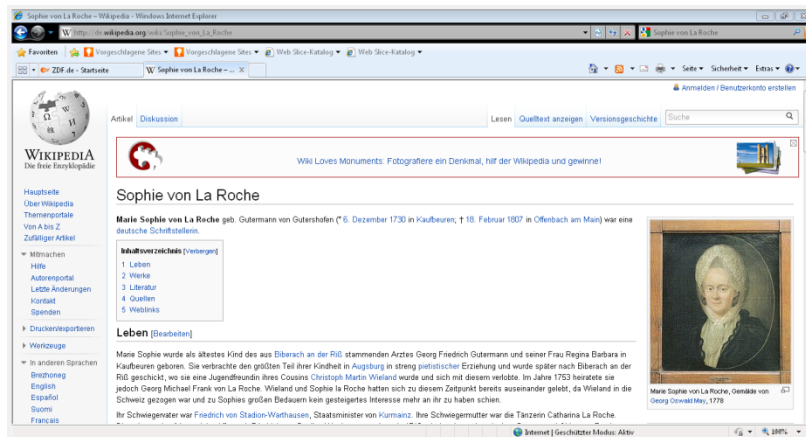 Sophie von La Roche – Wikipedia - Windows Internet Explorer
http://de.wikipedia.org/wiki/Sophie_von_La_Roche
Sophie von La Roche
Favoriten Vorgeschlagene Sites Vorgeschlagene Sites Web Slice-Katalog Web Slice-Katalog
ZDF.de - Startseite
Sophie von La Roche – ...
Seite Sicherheit Extras
Anmelden / Benutzerkonto erstellen
Artikel Diskussion
Lesen Quelltext anzeigen Versionsgeschichte
Suche
WIKIPEDIA
Die freie Enzyklopädie
Wiki Loves Monuments: Fotografiere ein Denkmal, hilf der Wikipedia und gewinne!
Hauptseite
Über Wikipedia
Themenportale
Von A bis Z
Zufälliger Artikel
Mitmachen
Hilfe
Autorenportal
Letzte Änderungen
Kontakt
Spenden
Drucken/exportieren
Werkzeuge
In anderen Sprachen
Brezhoneg
English
Español
Suomi
Français
Sophie von La Roche
Marie Sophie von La Roche geb. Gutermann von Gutershofen (* 6. Dezember 1730 in Kaufbeuren; † 18. Februar 1807 in Offenbach am Main) war eine
deutsche Schriftstellerin.
Inhaltsverzeichnis [Verbergen]
1 Leben
2 Werke
3 Literatur
4 Quellen
5 Weblinks
Leben [Bearbeiten]
Marie Sophie wurde als ältestes Kind des aus Biberach an der Riß stammenden Arztes Georg Friedrich Gutermann und seiner Frau Regina Barbara in
Kaufbeuren geboren. Sie verbrachte den größten Teil ihrer Kindheit in Augsburg in streng pietistischer Erziehung und wurde später nach Biberach an der
Riß geschickt, wo sie eine Jugendfreundin ihres Cousins Christoph Martin Wieland wurde und sich mit diesem verlobte. Im Jahre 1753 heiratete sie
jedoch Georg Michael Frank von La Roche. Wieland und Sophie la Roche hatten sich zu diesem Zeitpunkt bereits auseinander gelebt, da Wieland in die
Schweiz gezogen war und zu Sophies großen Bedauern kein gesteigertes Interesse mehr an ihr zu haben schien.
Ihr Schwiegervater war Friedrich von Stadion-Warthausen, Staatsminister von Kurmainz. Ihre Schwiegermutter war die Tänzerin Catharina La Roche.
Marie Sophie von La Roche, Gemälde von
Georg Oswald May, 1778
Internet | Geschützter Modus: Aktiv
100%